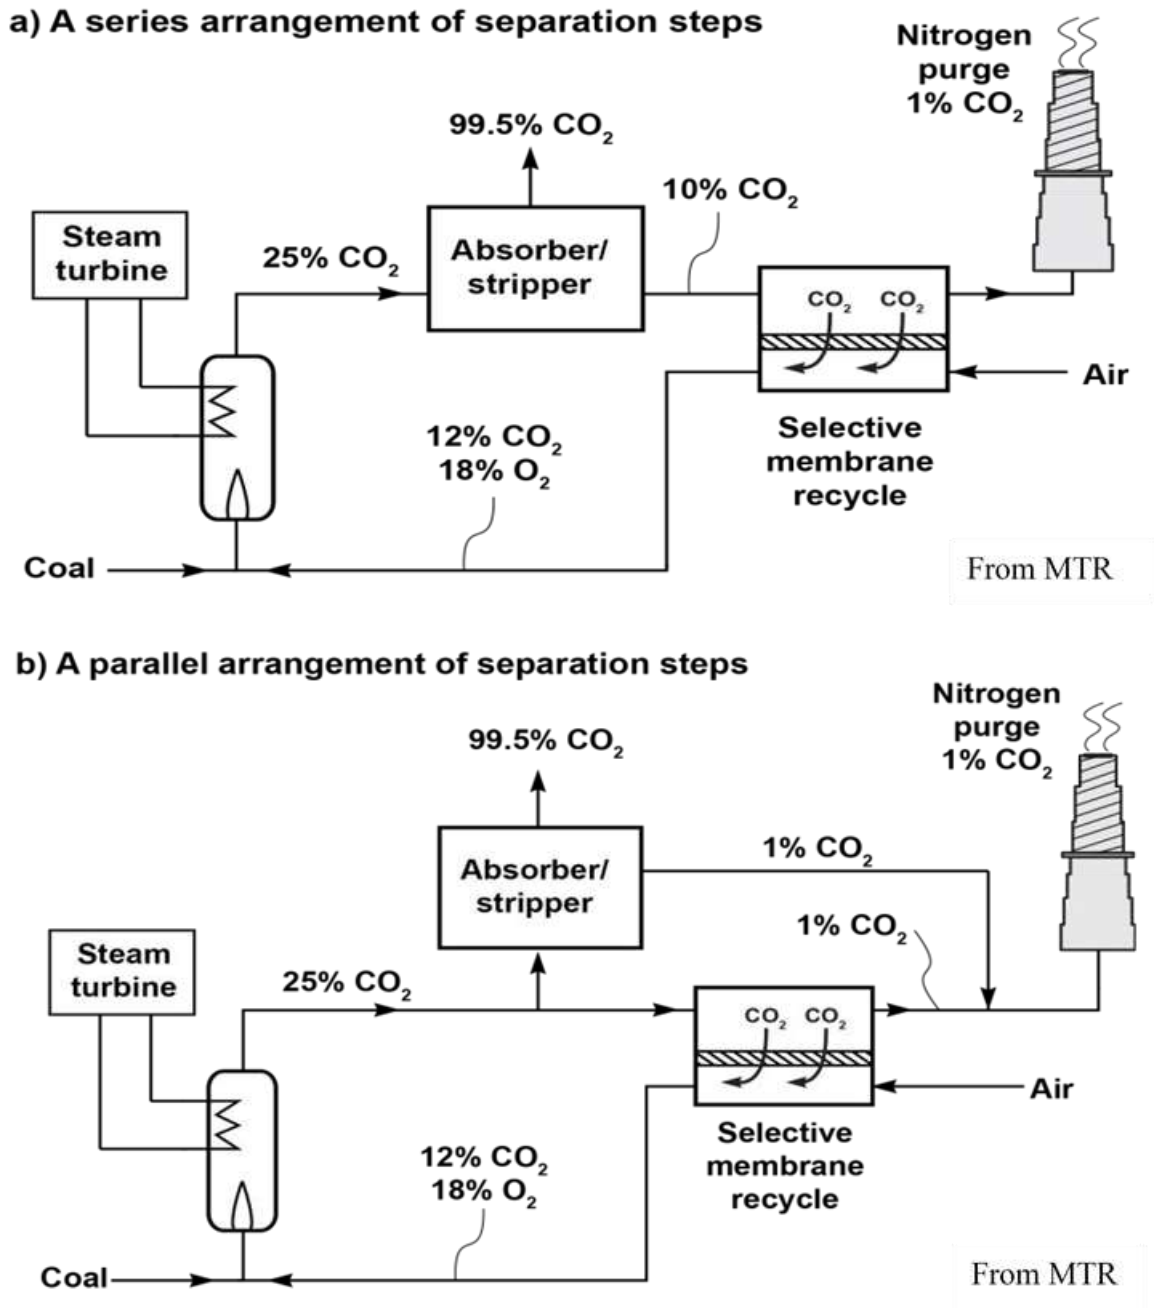 a) A series arrangement of separation steps
Nitrogen
purge
1% CO₂
99.5% CO₂
10% CO₂
Steam
turbine
25% CO₂
Absorber/
stripper
CO₂ CO₂
Air
12% CO₂
18% O₂
Selective
membrane
recycle
Coal
From MTR
b) A parallel arrangement of separation steps
Nitrogen
purge
1% CO₂
99.5% CO₂
1% CO₂
Absorber/
stripper
1% CO₂
Steam
turbine
25% CO₂
CO₂ CO₂
Air
12% CO₂
18% O₂
Selective
membrane
recycle
Coal
From MTR